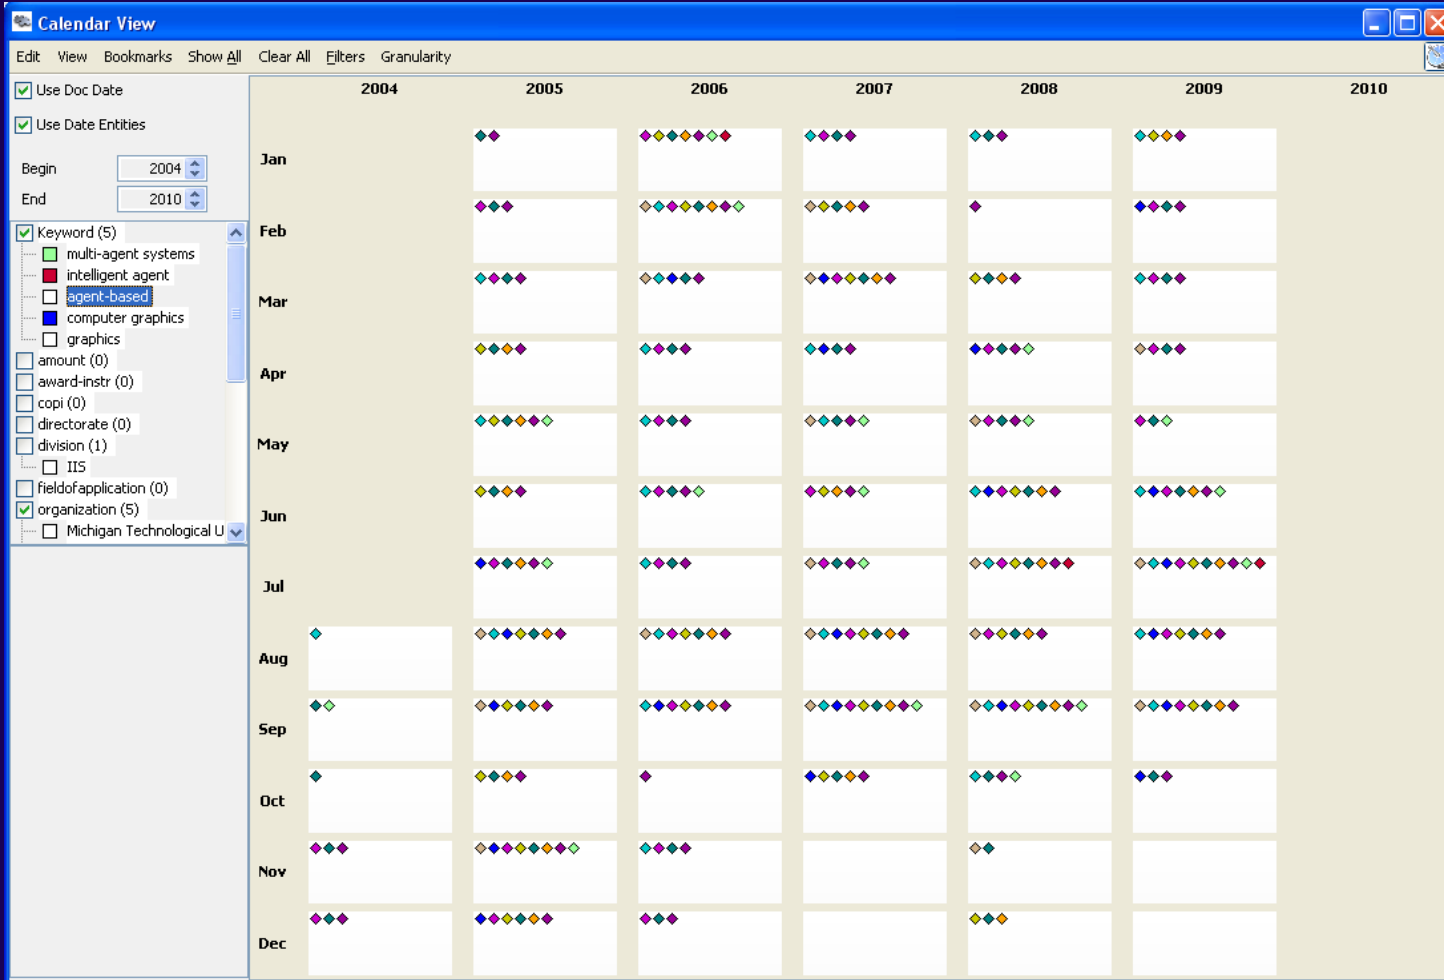 Calendar View
Edit View Bookmarks Show All Clear All Filters Granularity
Use Doc Date
Use Date Entities
Begin 2004
End 2010
Keyword (5)
multi-agent systems
intelligent agent
agent-based
computer graphics
graphics
amount (0)
award-instr (0)
copi (0)
directorate (0)
division (1)
IIS
fieldofapplication (0)
organization (5)
Michigan Technological U
2004 2005 2006 2007 2008 2009 2010
Jan
Feb
Mar
Apr
May
Jun
Jul
Aug
Sep
Oct
Nov
Dec